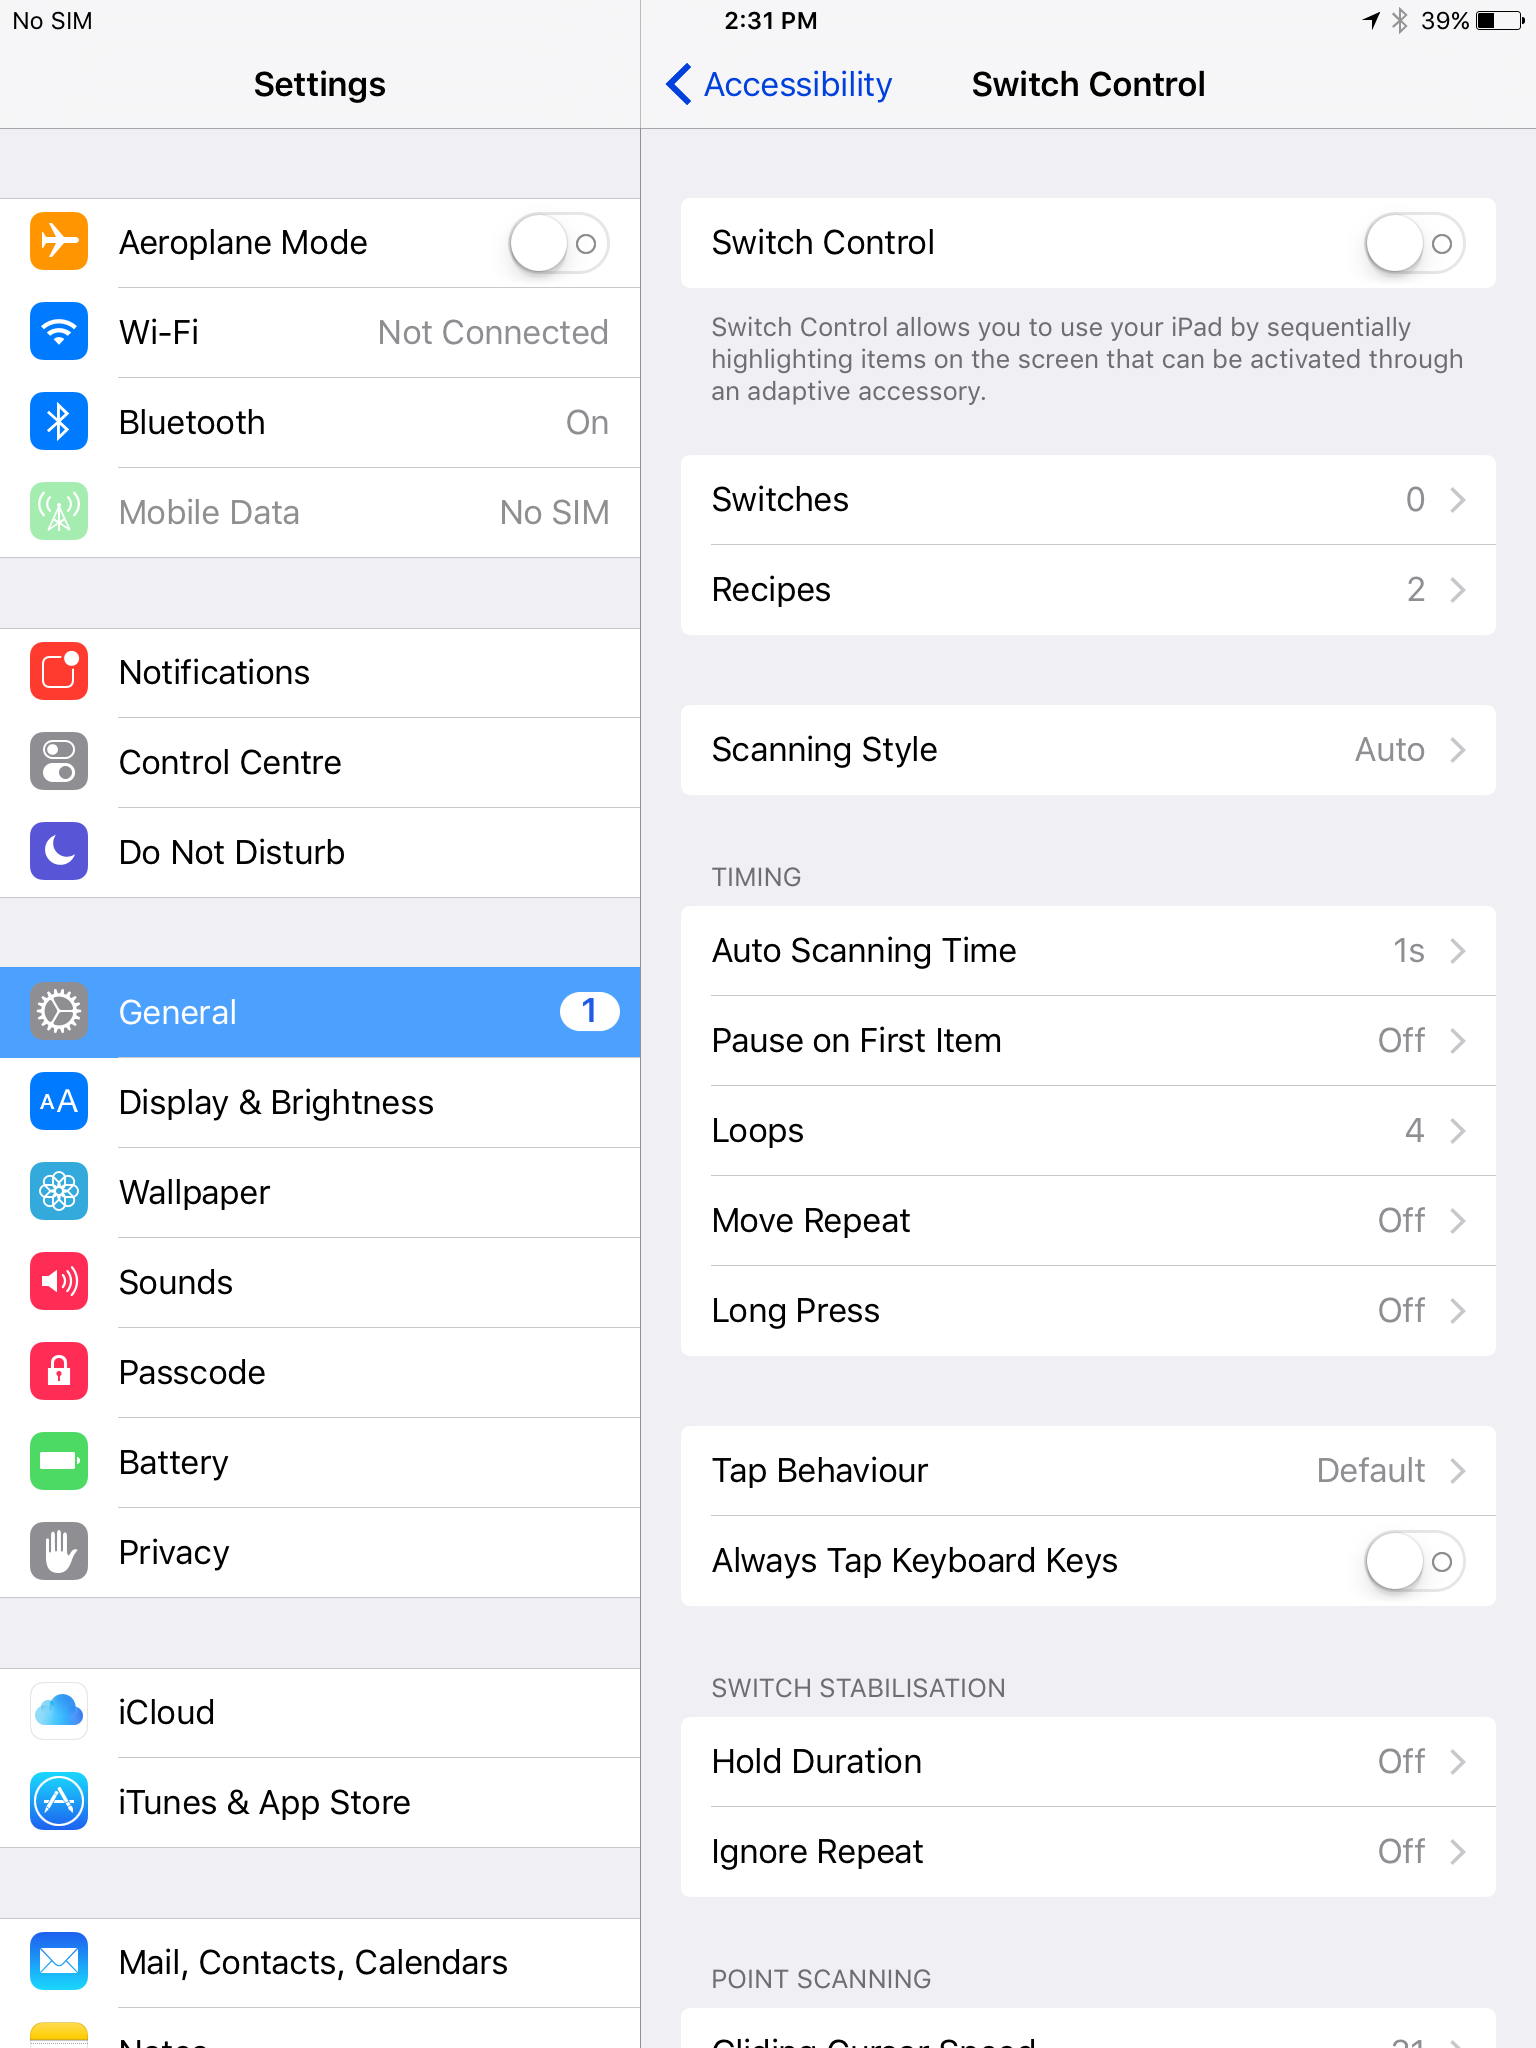 No SIM
2:31 PM
39%
Settings
Accessibility
Switch Control
Aeroplane Mode
Wi-Fi
Not Connected
Bluetooth
On
Mobile Data
No SIM
Notifications
Control Centre
Do Not Disturb
General
1
AA
Display & Brightness
Wallpaper
Sounds
Passcode
Battery
Privacy
iCloud
iTunes & App Store
Mail, Contacts, Calendars
Notes
Switch Control
Switch Control allows you to use your iPad by sequentially
highlighting items on the screen that can be activated through
an adaptive accessory.
Switches
0
Recipes
2
Scanning Style
Auto
TIMING
Auto Scanning Time
1s
Pause on First Item
Off
Loops
4
Move Repeat
Off
Long Press
Off
Tap Behaviour
Default
Always Tap Keyboard Keys
SWITCH STABILISATION
Hold Duration
Off
Ignore Repeat
Off
POINT SCANNING
Gliding Cursor Speed